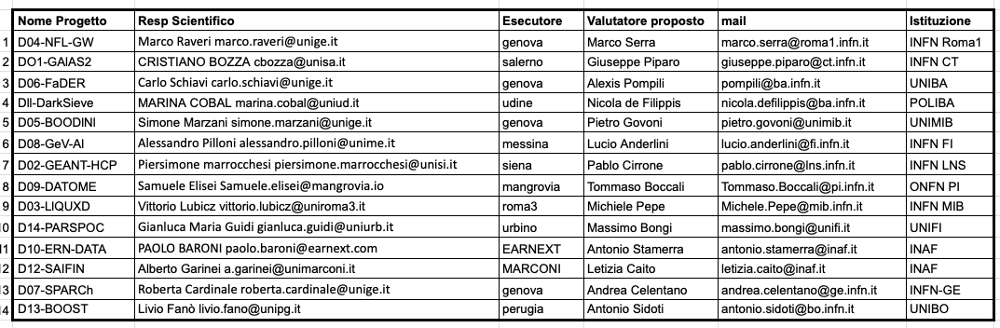 Nome Progetto Resp Scientifico Esecutore Valutatore proposto mail Istituzione
1 D04-NFL-GW Marco Raveri marco.raveri@unige.it genova Marco Serra marco.serra@roma1.infn.it INFN Roma1
2 DO1-GAIAS2 CRISTIANO BOZZA cbozza@unisa.it salerno Giuseppe Piparo giuseppe.piparo@ct.infn.it INFN CT
3 D06-FaDER Carlo Schiavi carlo.schiavi@unige.it genova Alexis Pompili pompili@ba.infn.it UNIBA
4 Dll-DarkSieve MARINA COBAL marina.cobal@uniud.it udine Nicola de Filippis nicola.defilippis@ba.infn.it POLIBA
5 D05-BOODINI Simone Marzani simone.marzani@unige.it genova Pietro Govoni pietro.govoni@unimib.it UNIMIB
6 D08-GeV-AI Alessandro Pilloni alessandro.pilloni@unime.it messina Lucio Anderlini lucio.anderlini@fi.infn.it INFN FI
7 D02-GEANT-HCP Piersimone marrocchesi piersimone.marrocchesi@unisi.it siena Pablo Cirrone pablo.cirrone@lns.infn.it INFN LNS
8 D09-DATOME Samuele Elisei Samuele.elisei@mangrovia.io mangrovia Tommaso Boccali Tommaso.Boccali@pi.infn.it ONFN PI
9 D03-LIQUXD Vittorio Lubicz vittorio.lubicz@uniroma3.it roma3 Michiele Pepe Michele.Pepe@mib.infn.it INFN MIB
10 D14-PARSPOC Gianluca Maria Guidi gianluca.guidi@uniurb.it urbino Massimo Bongi massimo.bongi@unifi.it UNIFI
11 D10-ERN-DATA PAOLO BARONI paolo.baroni@earnext.com EARNEXT Antonio Stamerra antonio.stamerra@inaf.it INAF
12 D12-SAIFIN Alberto Garinei a.garinei@unimarconi.it MARCONI Letizia Caito letizia.caito@inaf.it INAF
13 D07-SPARCh Roberta Cardinale roberta.cardinale@unige.it genova Andrea Celentano andrea.celentano@ge.infn.it INFN-GE
14 D13-BOOST Livio Fanò livio.fano@unipg.it perugia Antonio Sidoti antonio.sidoti@bo.infn.it UNIBO